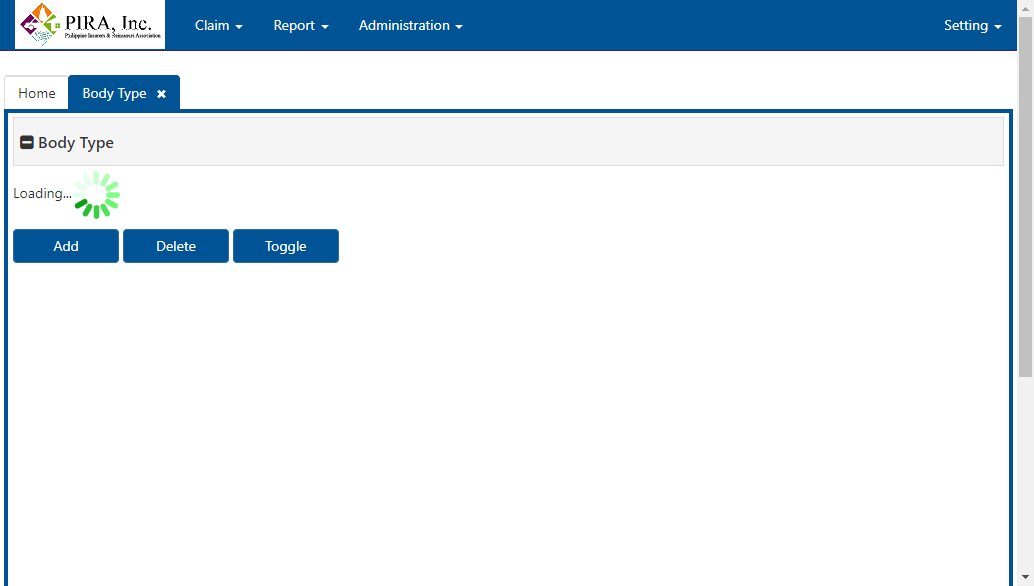 PIRA, Inc.
Philippine Insurers & Reinsurers Association
Claim
Report
Administration
Setting
Home
Body Type
Body Type
Loading...
Add
Delete
Toggle